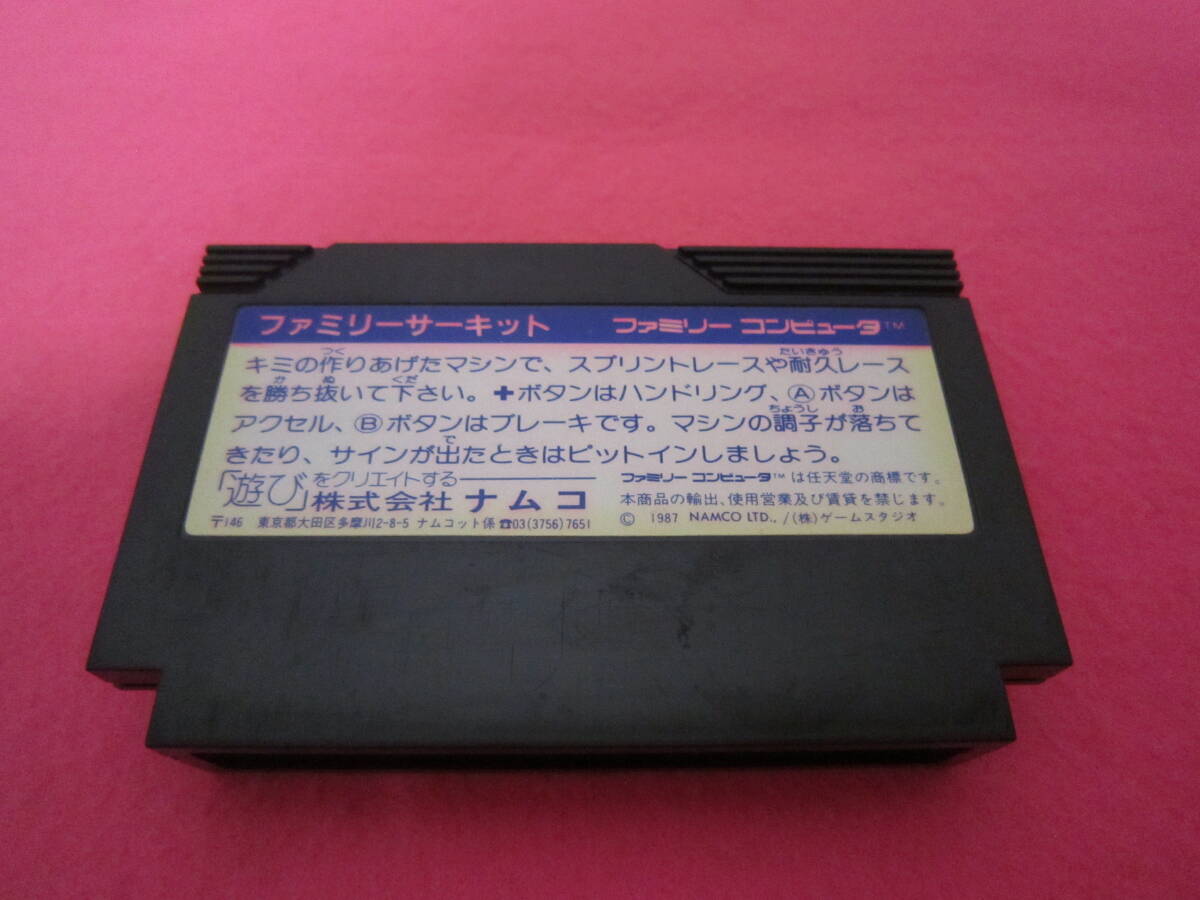 ファミリーサーキット ファミリー コンピュータ™
キミの作りあげたマシンで、スプリントレースや耐久レース
を勝ち抜いて下さい。✚ボタンはハンドリング、Ⓐボタンは
アクセル、Ⓑボタンはブレーキです。マシンの調子が落ちて
きたり、サインが出たときはピットインしましょう。
「遊び」をクリエイトする──
株式会社 ナムコ
〒146 東京都大田区多摩川2-8-5 ナムコット係 ☎03(3756)7651
ファミリー コンピュータ™は任天堂の商標です。
本商品の輸出、使用営業及び賃貸を禁じます。
© 1987 NAMCO LTD., /(株)ゲームスタジオ